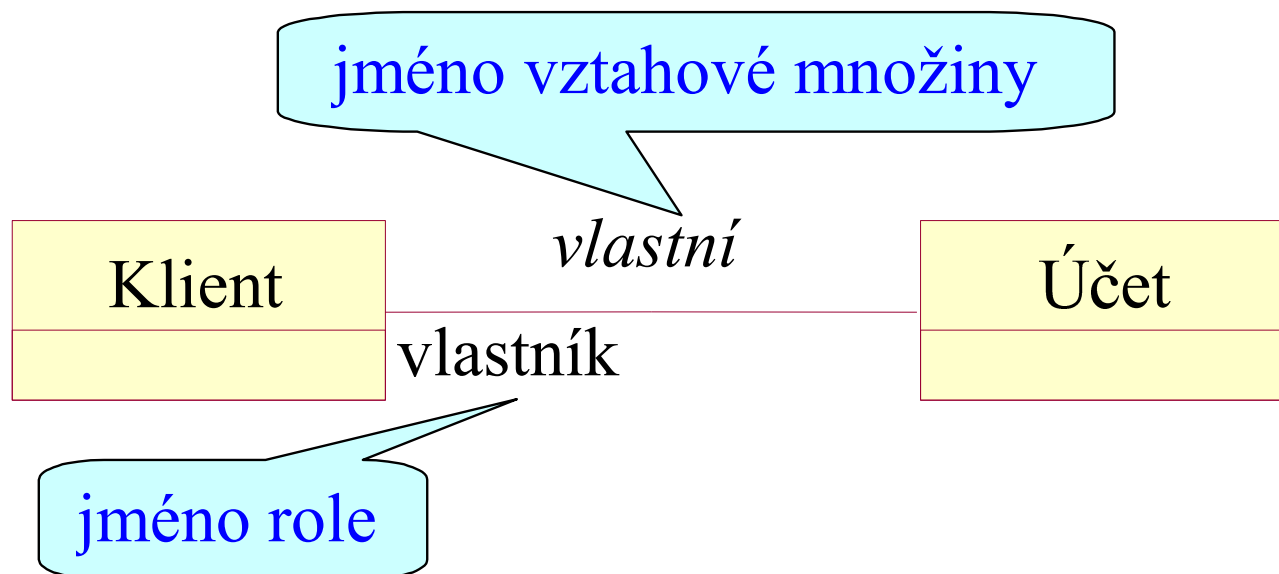 jméno vztahové množiny
vlastní
Klient
Účet
vlastník
jméno role